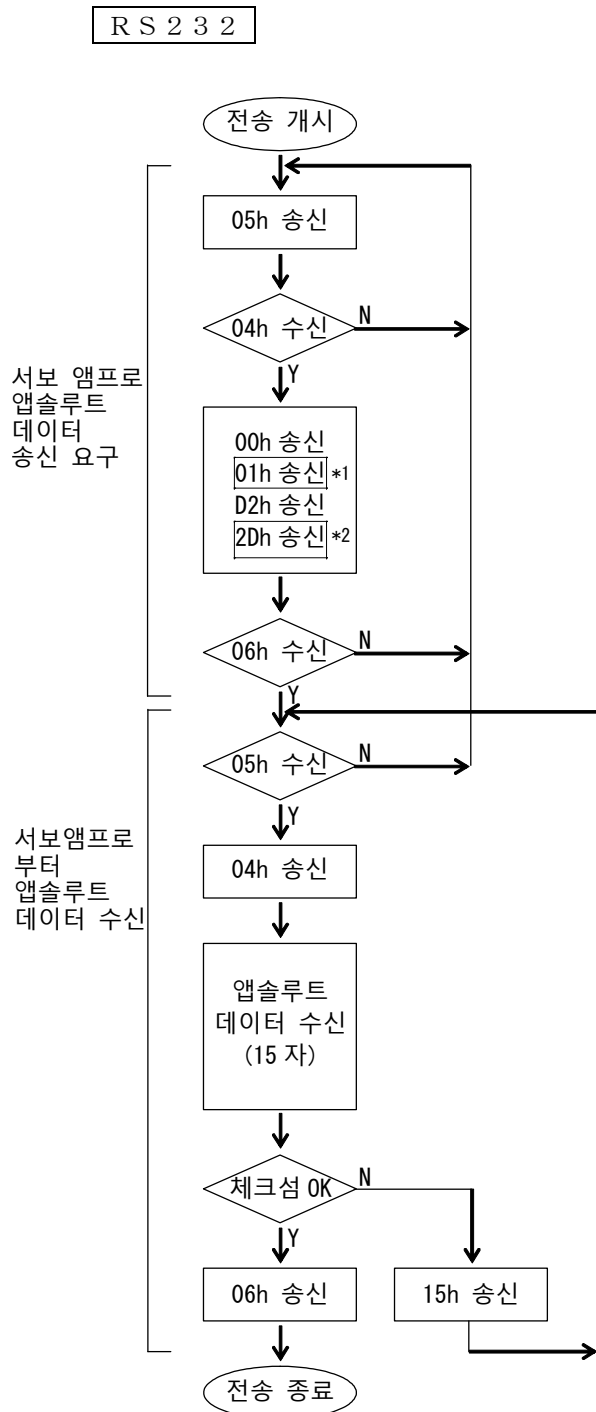 ＲＳ２３２
전송 개시
05h 송신
04h 수신
N
Y
서보 앰프로
앱솔루트
데이터
송신 요구
00h 송신
01h 송신 *1
D2h 송신
2Dh 송신 *2
06h 수신
N
Y
05h 수신
N
Y
서보앰프로
부터
앱솔루트
데이터 수신
04h 송신
앱솔루트
데이터 수신
(15 자)
체크섬 OK
N
Y
06h 송신
15h 송신
전송 종료